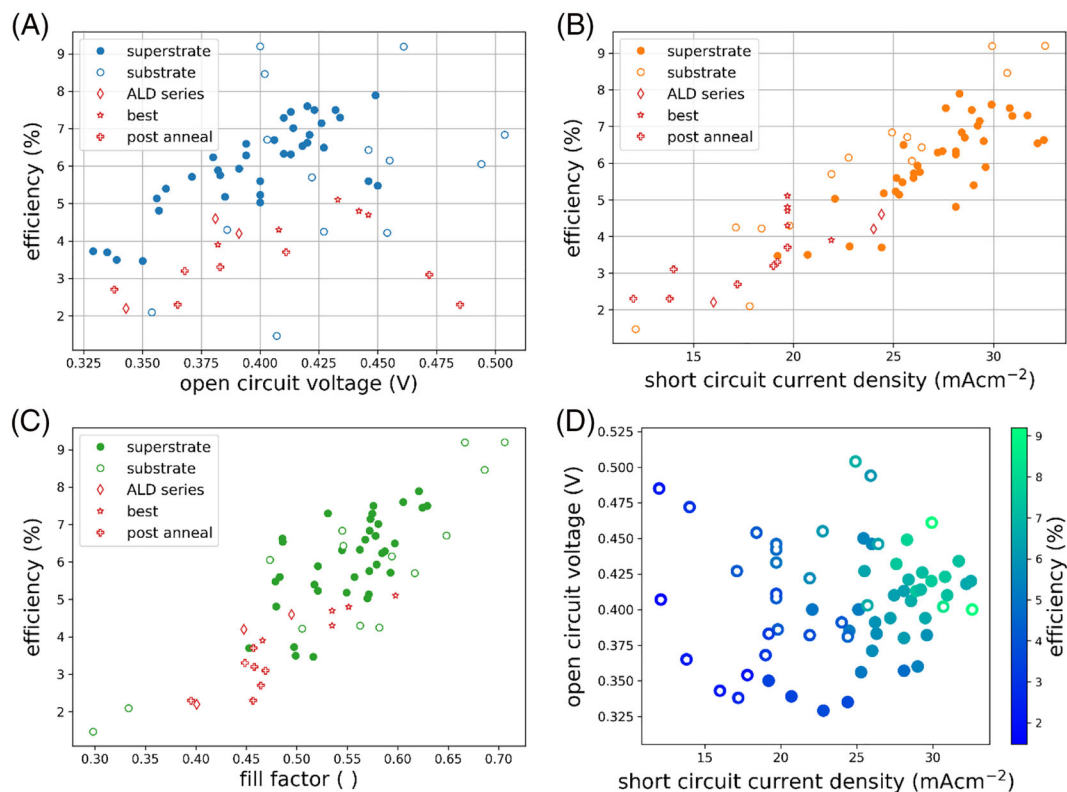 (A)
efficiency (%)
9
8
7
6
5
4
3
2
superstrate
substrate
ALD series
best
post anneal
0.325 0.350 0.375 0.400 0.425 0.450 0.475 0.500
open circuit voltage (V)
(B)
efficiency (%)
9
8
7
6
5
4
3
2
superstrate
substrate
ALD series
best
post anneal
15 20 25 30
short circuit current density (mAcm⁻²)
(C)
efficiency (%)
9
8
7
6
5
4
3
2
superstrate
substrate
ALD series
best
post anneal
0.30 0.35 0.40 0.45 0.50 0.55 0.60 0.65 0.70
fill factor ( )
(D)
open circuit voltage (V)
0.525
0.500
0.475
0.450
0.425
0.400
0.375
0.350
0.325
15 20 25 30
short circuit current density (mAcm⁻²)
9
8
7
6
5
4
3
2
efficiency (%)